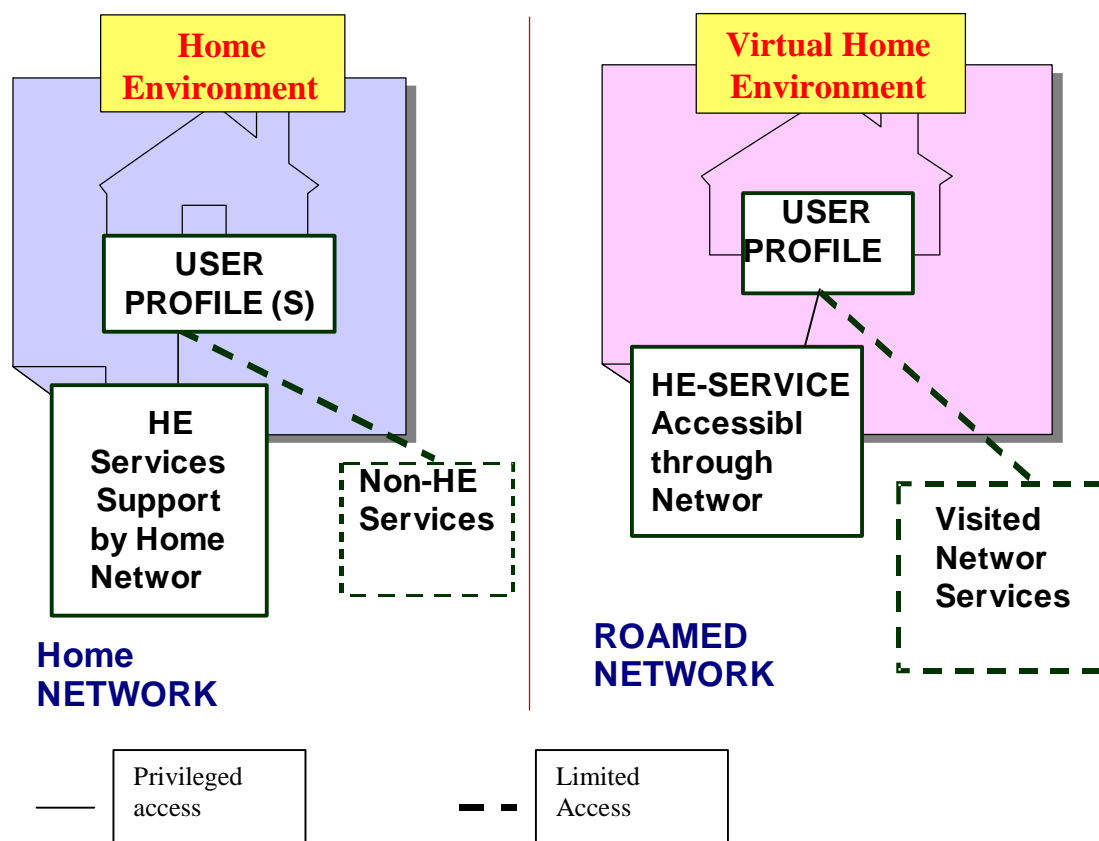 Home
Environment
USER
PROFILE (S)
HE
Services
Support
by Home
Networ
Non-HE
Services
Home
NETWORK
Virtual Home
Environment
USER
PROFILE
HE-SERVICE
Accessibl
through
Networ
Visited
Networ
Services
ROAMED
NETWORK
Privileged
access
Limited
Access